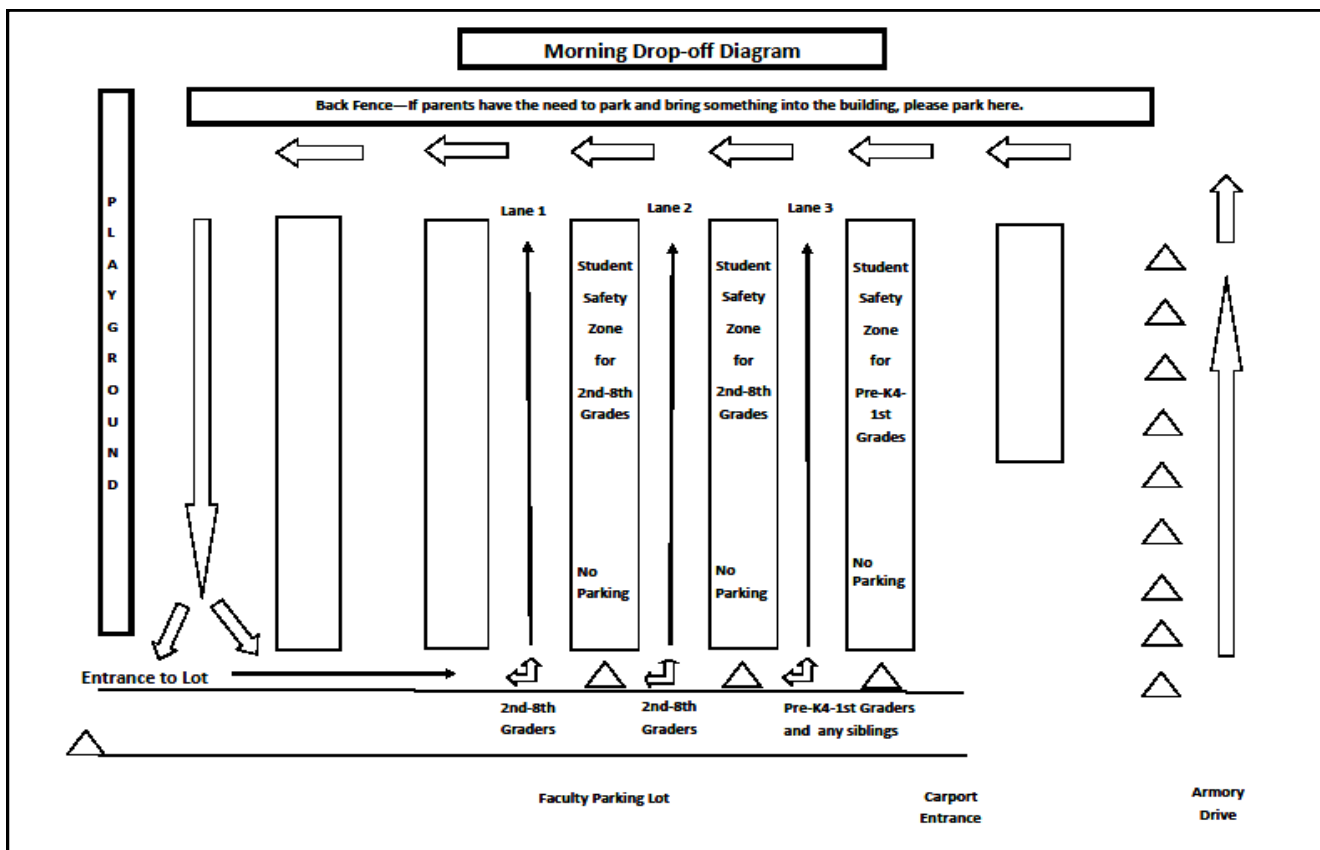 Morning Drop-off Diagram
Back Fence—If parents have the need to park and bring something into the building, please park here.
PLAYGROUND
Lane 1
Lane 2
Lane 3
Student
Safety
Zone
for
2nd-8th
Grades
No
Parking
Student
Safety
Zone
for
2nd-8th
Grades
No
Parking
Student
Safety
Zone
for
Pre-K4-
1st
Grades
No
Parking
Entrance to Lot
2nd-8th
Graders
2nd-8th
Graders
Pre-K4-1st Graders
and any siblings
Faculty Parking Lot
Carport
Entrance
Armory
Drive